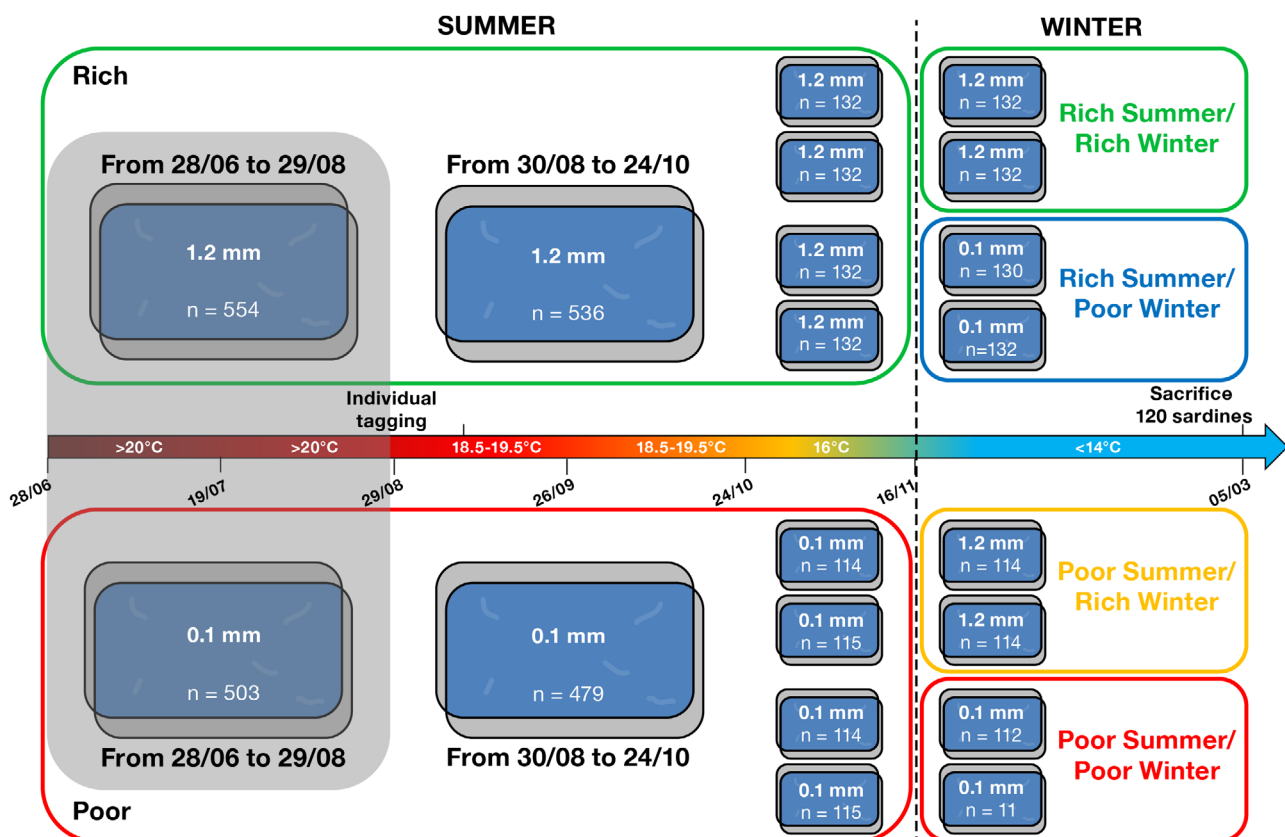 SUMMER
WINTER
Rich
From 28/06 to 29/08
1.2 mm
n = 554
From 30/08 to 24/10
1.2 mm
n = 536
1.2 mm
n = 132
1.2 mm
n = 132
1.2 mm
n = 132
1.2 mm
n = 132
1.2 mm
n = 132
1.2 mm
n = 132
Rich Summer/
Rich Winter
0.1 mm
n = 130
0.1 mm
n=132
Rich Summer/
Poor Winter
Individual
tagging
Sacrifice
120 sardines
>20°C
>20°C
18.5-19.5°C
18.5-19.5°C
16°C
<14°C
28/06
19/07
29/08
26/09
24/10
16/11
05/03
0.1 mm
n = 503
From 28/06 to 29/08
0.1 mm
n = 479
From 30/08 to 24/10
0.1 mm
n = 114
0.1 mm
n = 115
0.1 mm
n = 114
0.1 mm
n = 115
1.2 mm
n = 114
1.2 mm
n = 114
Poor Summer/
Rich Winter
0.1 mm
n = 112
0.1 mm
n = 11
Poor Summer/
Poor Winter
Poor